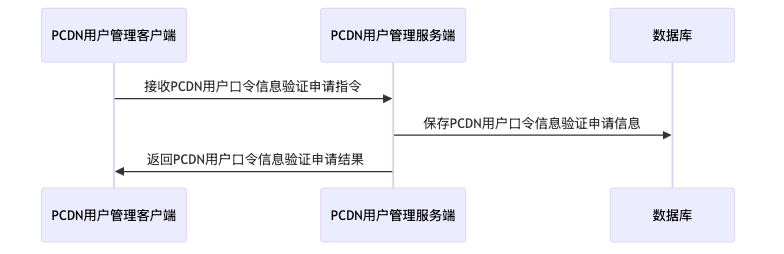 PCDN用户管理客户端
PCDN用户管理服务端
数据库
接收PCDN用户口令信息验证申请指令
保存PCDN用户口令信息验证申请信息
返回PCDN用户口令信息验证申请结果
PCDN用户管理客户端
PCDN用户管理服务端
数据库